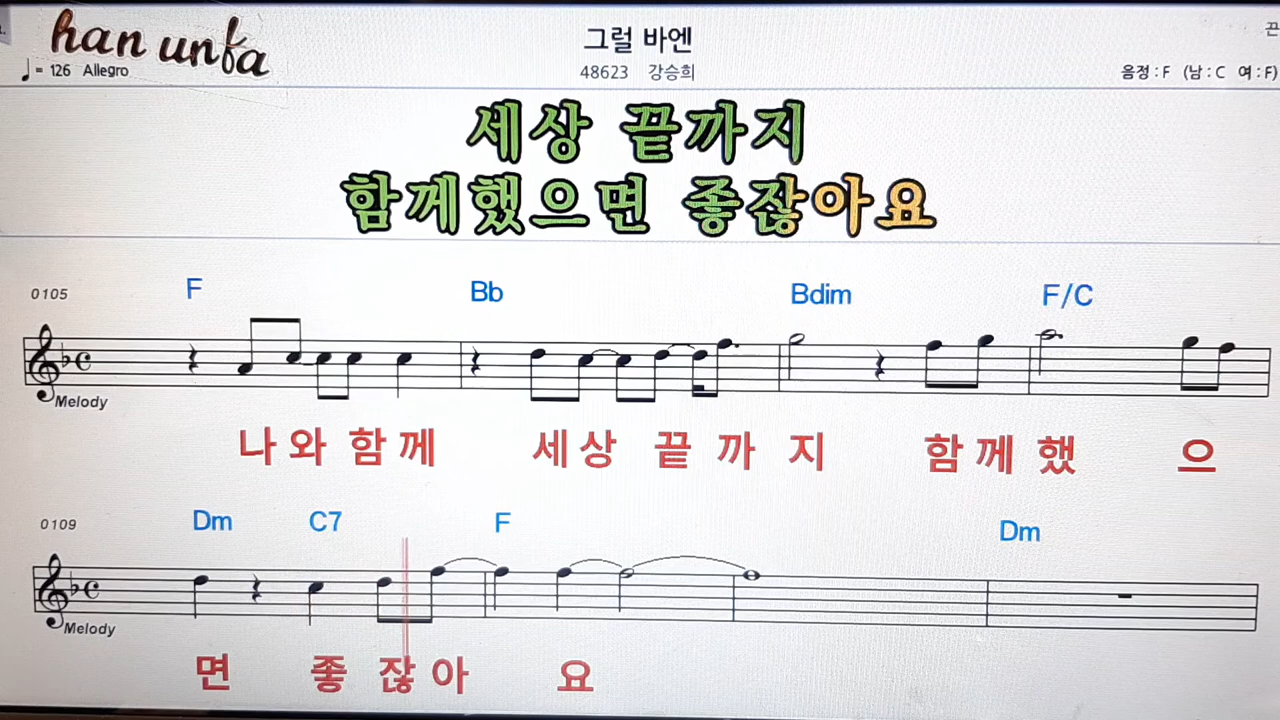 han unfa
♩ = 126 Allegro
그럴 바엔
48623 강승희
끈
음정 : F (남 : C 여 : F)
세상 끝까지
함께했으면 좋잖아요
0105 F Bb Bdim F/C
Melody
나와 함께 세상 끝까지 함께했으
0109 Dm C7 F Dm
Melody
면 좋잖아요